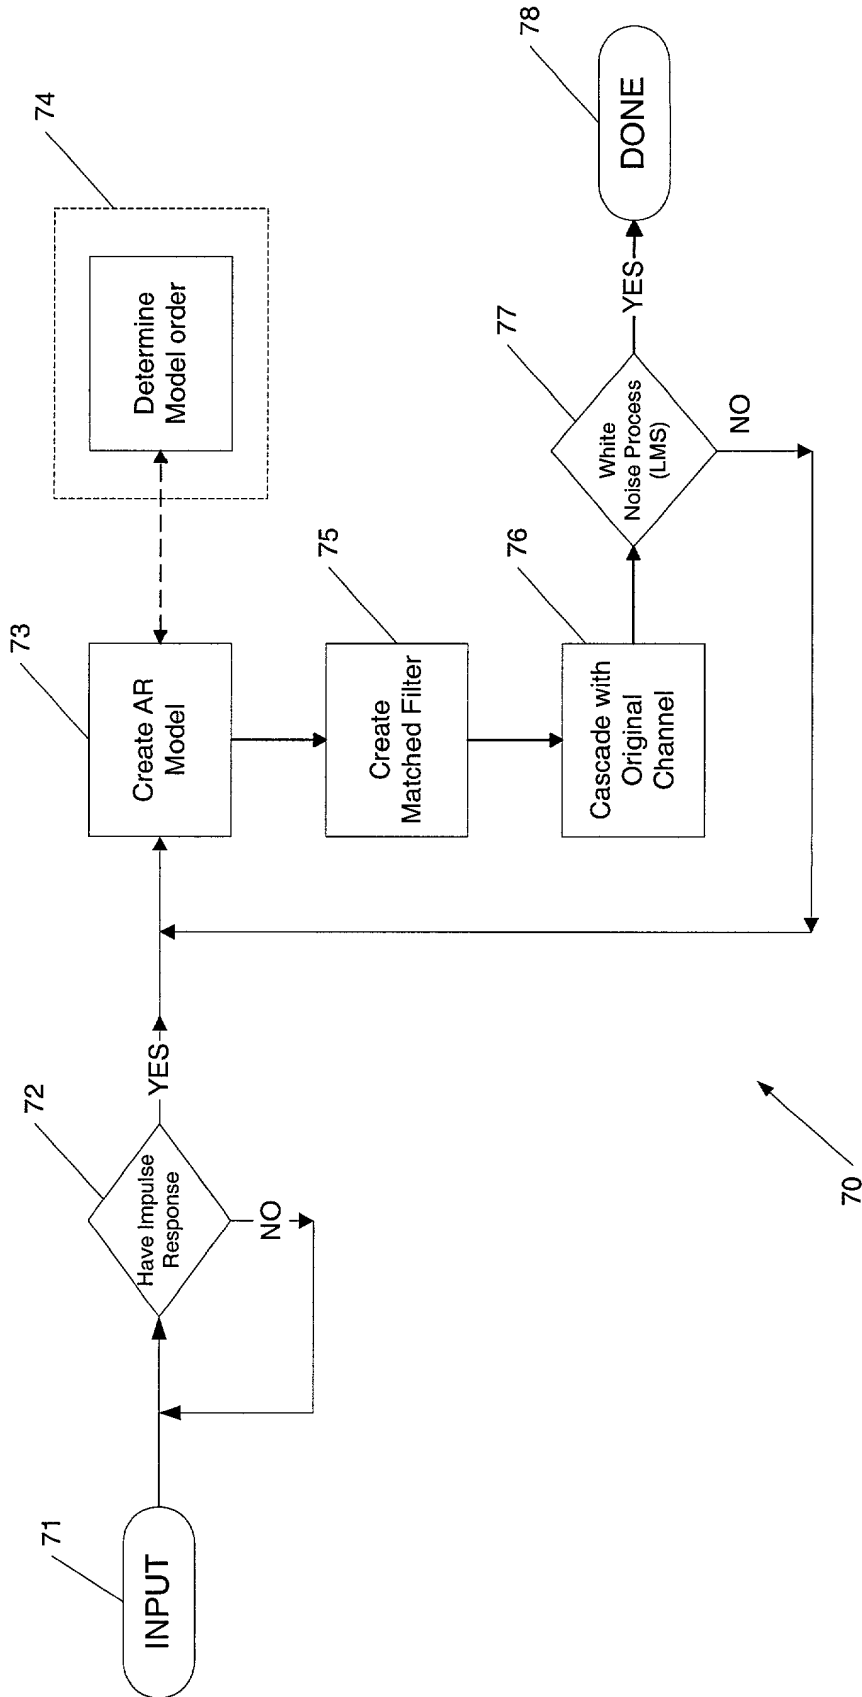 71
INPUT
72
Have Impulse
Response
YES
NO
73
Create AR
Model
74
Determine
Model order
75
Create
Matched Filter
76
Cascade with
Original
Channel
77
White
Noise Process
(LMS)
YES
NO
78
DONE
70